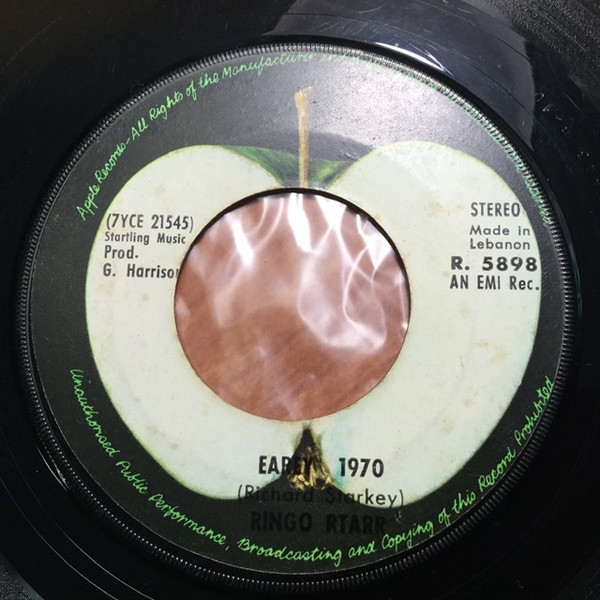 Apple Records-All Rights of the Manufacturer and
(7YCE 21545)
Startling Music
Prod.
G. Harrison
STEREO
Made in
Lebanon
R. 5898
AN EMI Rec.
EARLY 1970
(Richard Starkey)
RINGO RTARR
Unauthorised Public Performance, Broadcasting and Copying of this Record Prohibited